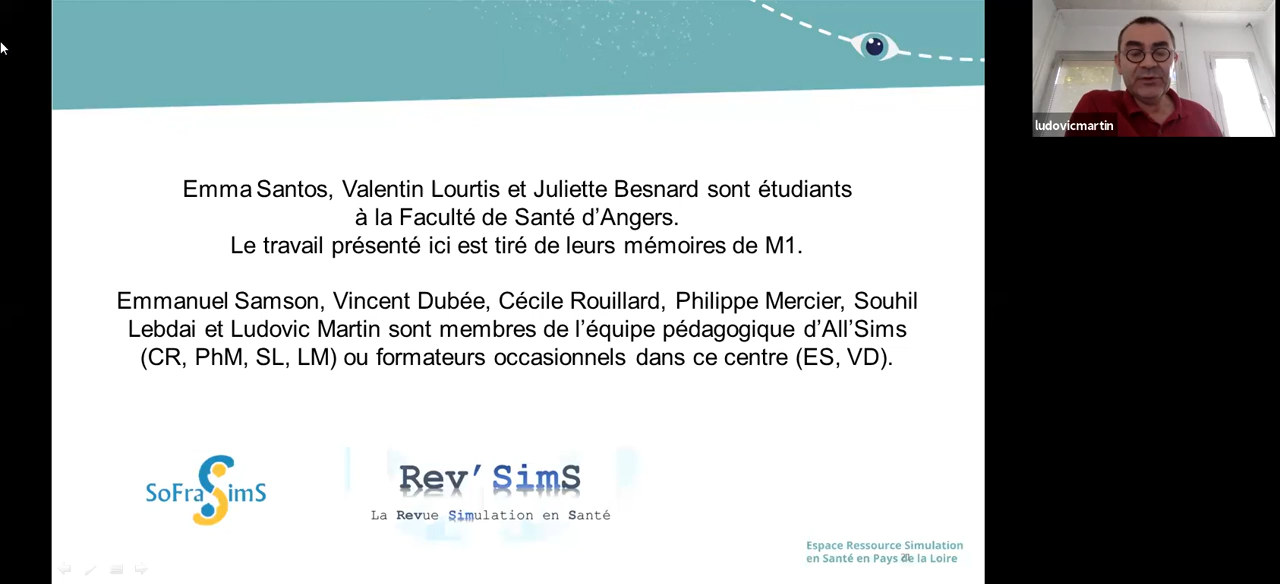 ludovicmartin
Emma Santos, Valentin Lourtis et Juliette Besnard sont étudiants
à la Faculté de Santé d’Angers.
Le travail présenté ici est tiré de leurs mémoires de M1.
Emmanuel Samson, Vincent Dubée, Cécile Rouillard, Philippe Mercier, Souhil
Lebdai et Ludovic Martin sont membres de l’équipe pédagogique d’All’Sims
(CR, PhM, SL, LM) ou formateurs occasionnels dans ce centre (ES, VD).
SoFraSimS
Rev’SimS
La Revue Simulation en Santé
Espace Ressource Simulation
en Santé en Pays de la Loire